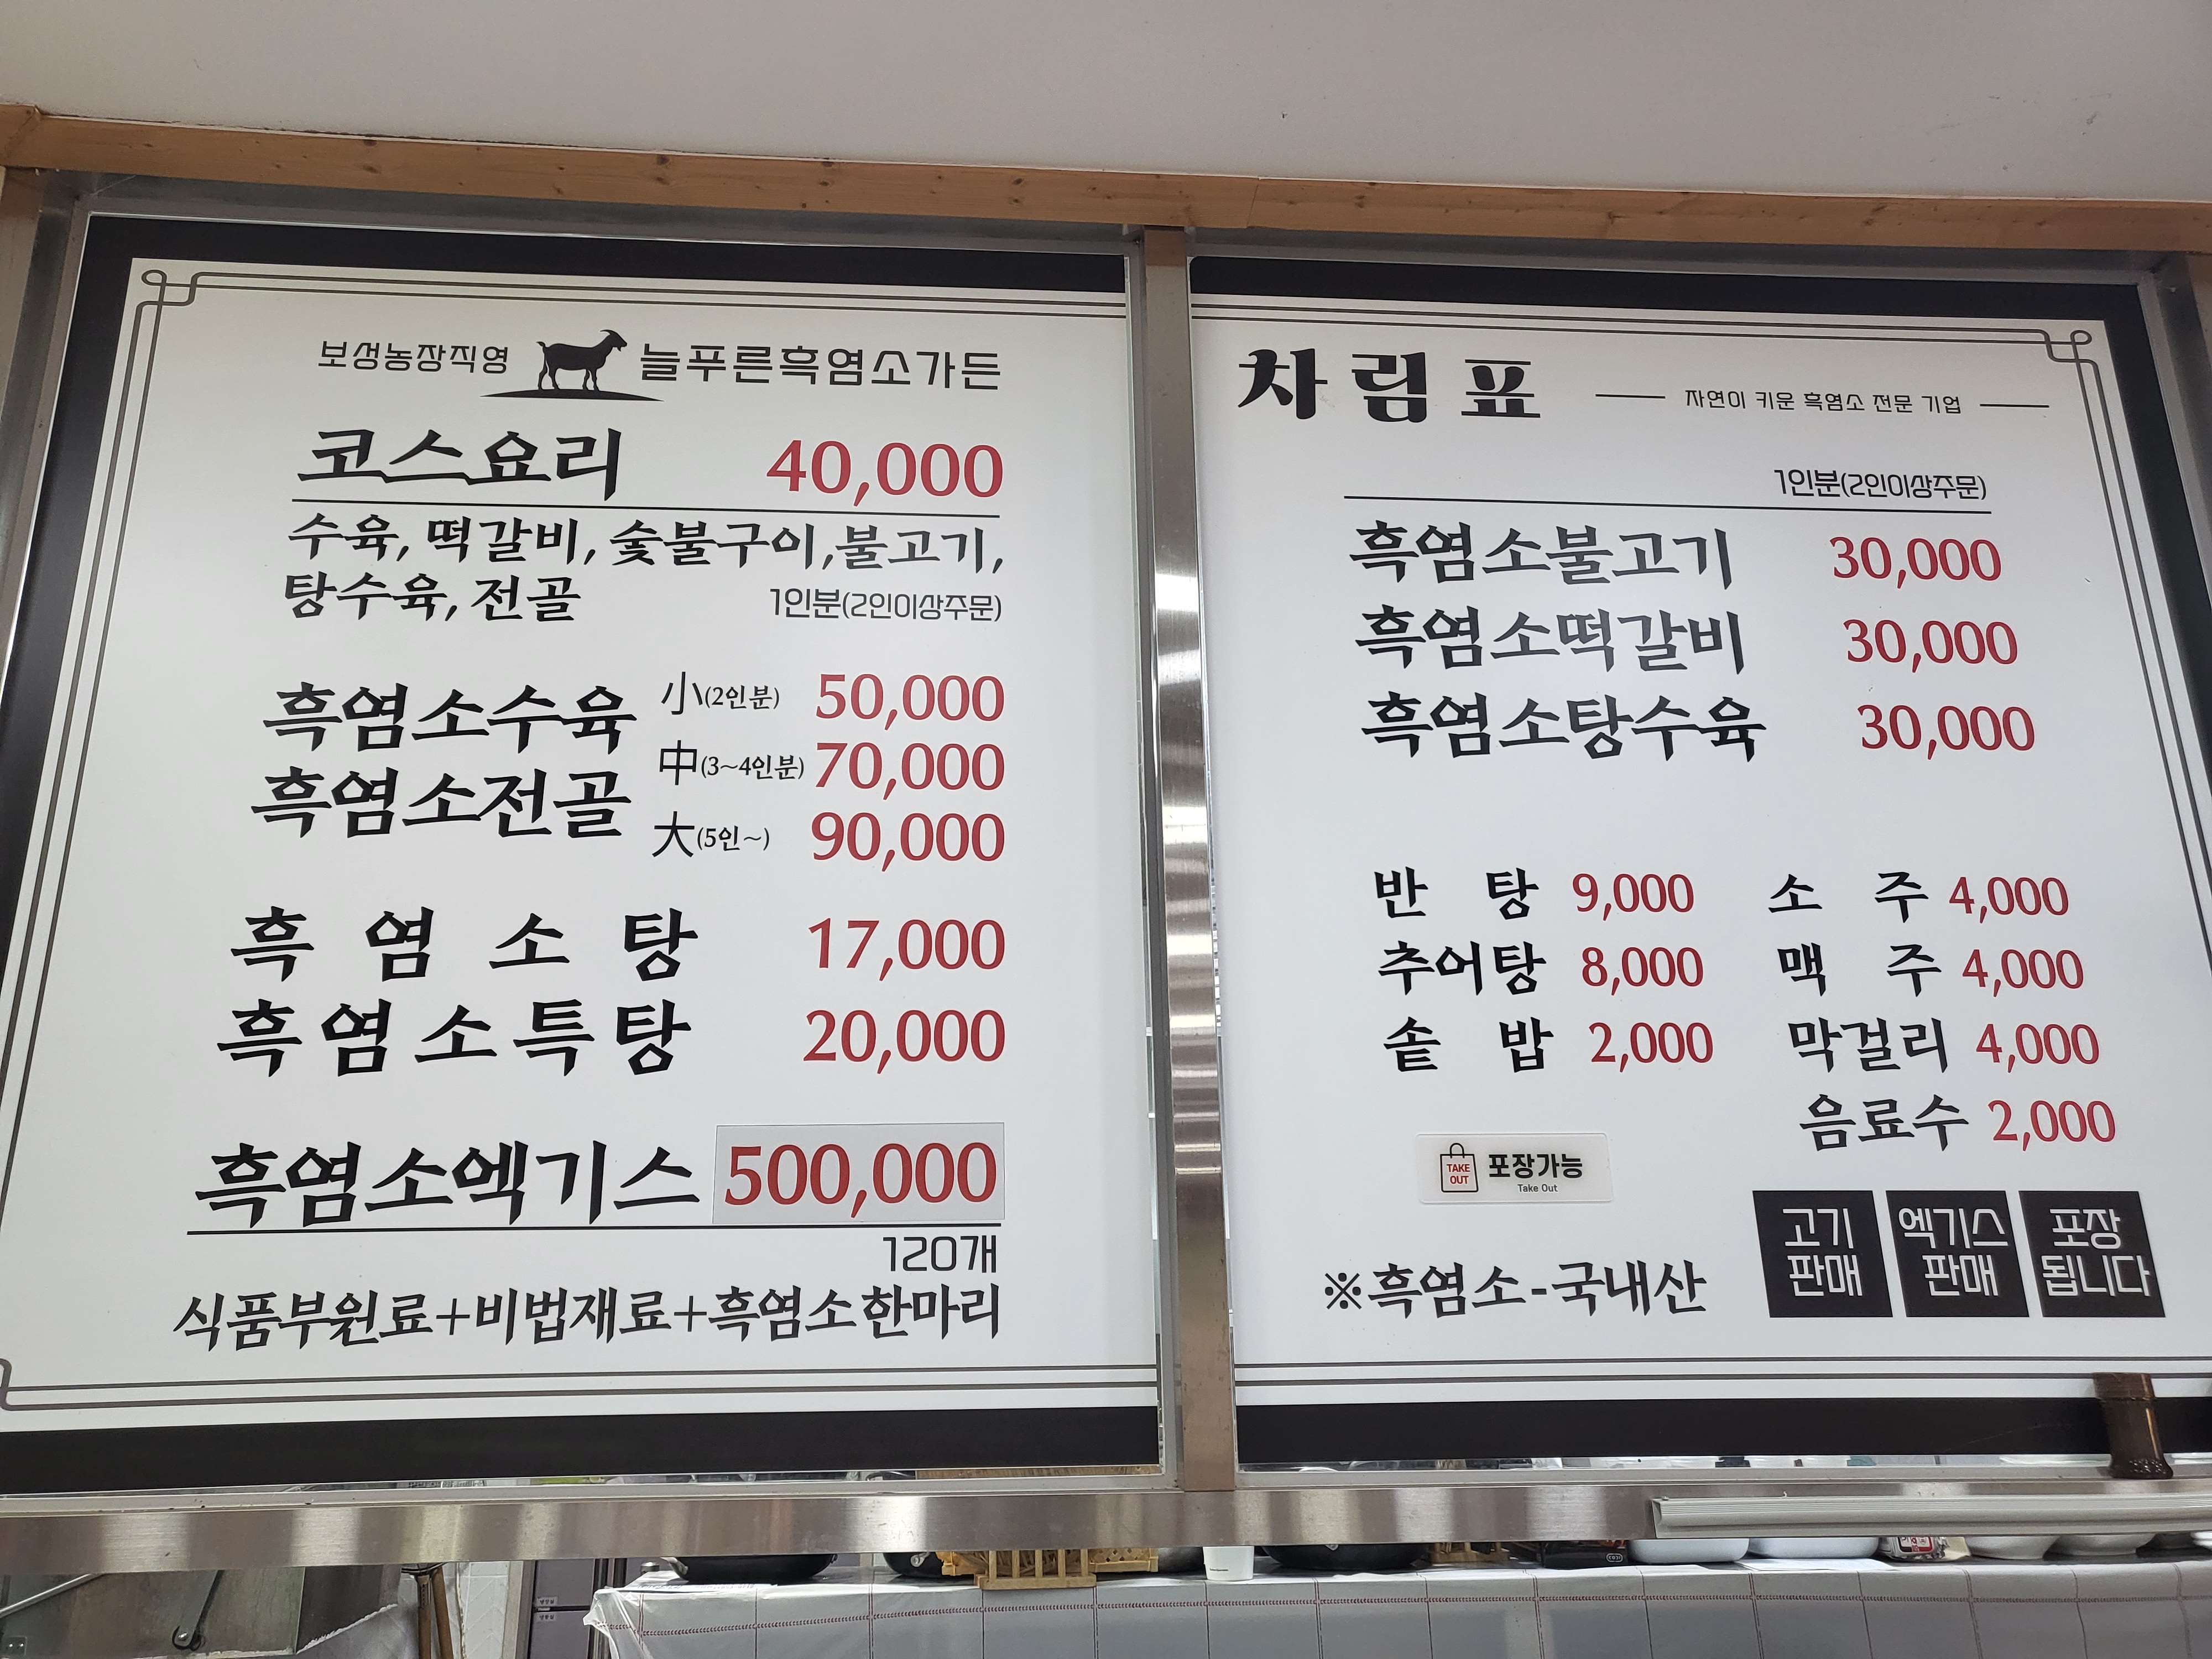 보성농장직영 늘푸른흑염소가든
코스요리 40,000
수육, 떡갈비, 숯불구이, 불고기,
탕수육, 전골 1인분(2인이상주문)
흑염소수육
흑염소전골
小(2인분) 50,000
中(3~4인분) 70,000
大(5인~) 90,000
흑염소탕 17,000
흑염소특탕 20,000
흑염소엑기스 500,000
120개
식품부원료+비법재료+흑염소한마리
차림표 자연이 키운 흑염소 전문 기업
1인분(2인이상주문)
흑염소불고기 30,000
흑염소떡갈비 30,000
흑염소탕수육 30,000
반탕 9,000
추어탕 8,000
솥밥 2,000
소주 4,000
맥주 4,000
막걸리 4,000
음료수 2,000
TAKE
OUT
포장가능
Take Out
※흑염소-국내산
고기
판매
엑기스
판매
포장
됩니다